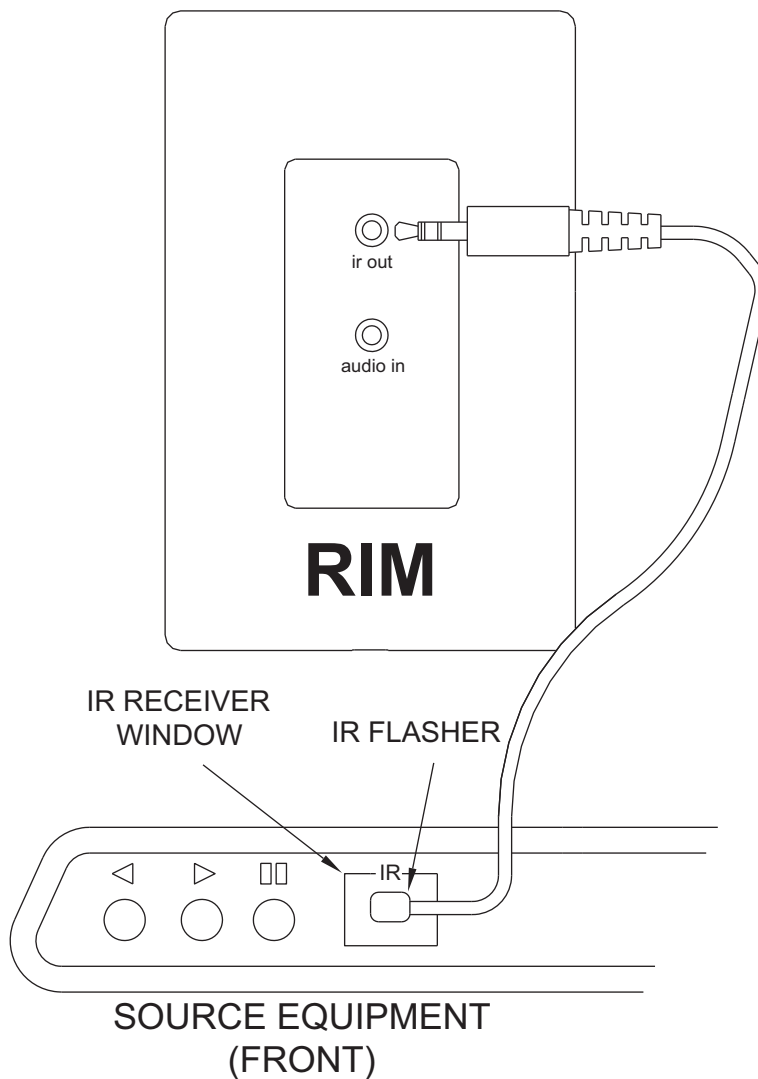 ir out
audio in
RIM
IR RECEIVER
WINDOW
IR FLASHER
IR
SOURCE EQUIPMENT
(FRONT)